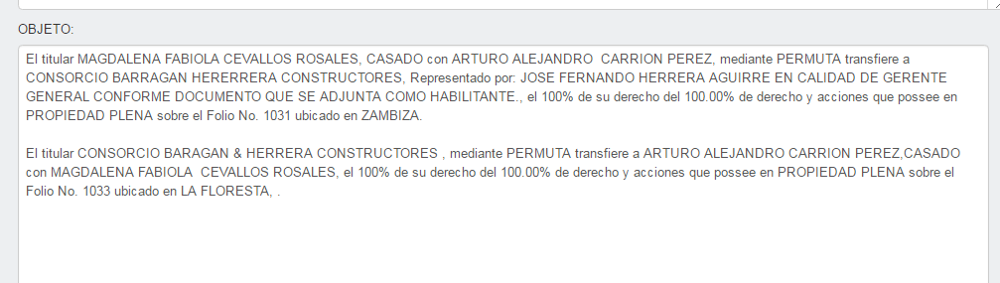 OBJETO:
El titular MAGDALENA FABIOLA CEVALLOS ROSALES, CASADO con ARTURO ALEJANDRO  CARRION PEREZ, mediante PERMUTA transfiere a
CONSORCIO BARRAGAN HERERRERA CONSTRUCTORES, Representado por: JOSE FERNANDO HERRERA AGUIRRE EN CALIDAD DE GERENTE
GENERAL CONFORME DOCUMENTO QUE SE ADJUNTA COMO HABILITANTE., el 100% de su derecho del 100.00% de derecho y acciones que possee en
PROPIEDAD PLENA sobre el Folio No. 1031 ubicado en ZAMBIZA.
El titular CONSORCIO BARAGAN & HERRERA CONSTRUCTORES , mediante PERMUTA transfiere a ARTURO ALEJANDRO CARRION PEREZ,CASADO
con MAGDALENA FABIOLA  CEVALLOS ROSALES, el 100% de su derecho del 100.00% de derecho y acciones que possee en PROPIEDAD PLENA sobre el
Folio No. 1033 ubicado en LA FLORESTA, .